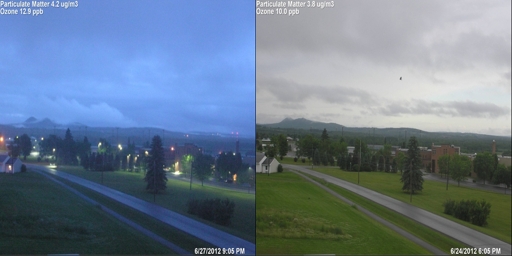 Particulate Matter 4.2 ug/m3
Ozone 12.9 ppb
6/27/2012 9:05 PM
Particulate Matter 3.8 ug/m3
Ozone 10.0 ppb
6/24/2012 6:05 PM